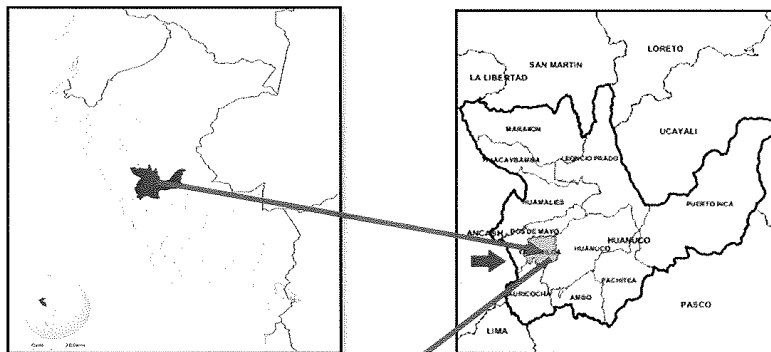 LORETO
SAN MARTIN
LA LIBERTAD
UCAYALI
MARAÑON
HUACAYBAMBA
LEONCIO PRADO
PUERTO INCA
HUAMALIES
ANCASH
DOS DE MAYO
HUANUCO
HUANUCO
PACHITEA
LAURICOCHA
AMBO
PASCO
LIMA